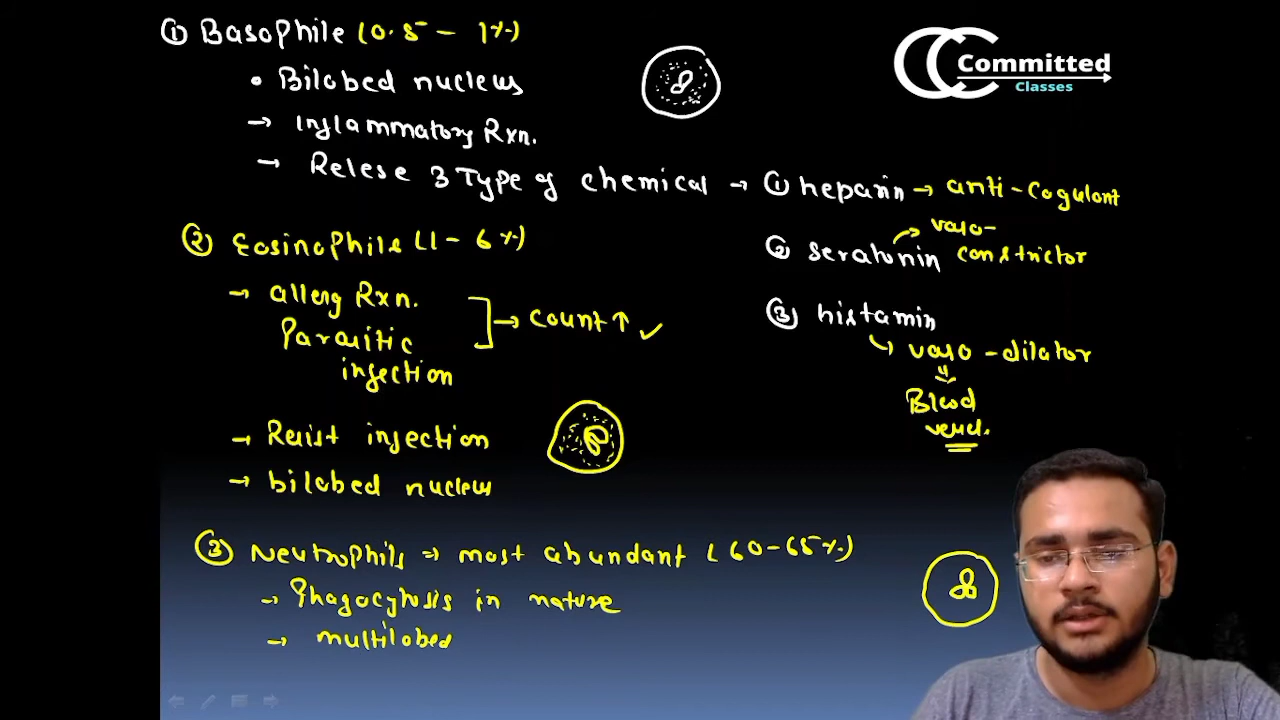 ① Basophile (0.5 - 1%)
• Bilobed nucleus
→ Inflammatory Rxn.
→ Relese 3 Type of chemical → ① heparin → anti-cogulant
② seratonin → vaso-constrictor
③ histamin
↳ vaso-dilator
Blood
vessel.
② Eosinophile (1 - 6%)
→ allerg Rxn.
Parasitic
infection
→ count ↑ ✓
→ Resist infection
→ bilobed nucleus
③ Neutrophils → most abundant (60-65%)
→ Phagocytosis in nature
→ multilobed
CC Committed
Classes